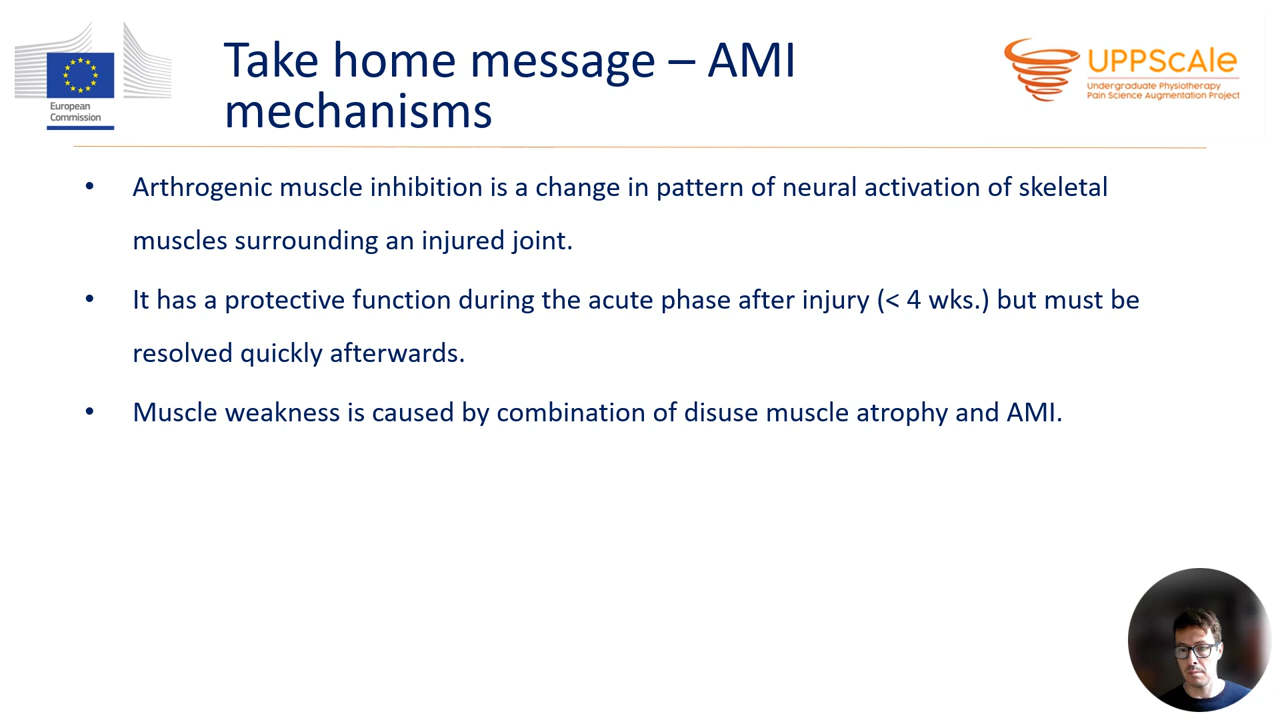 Take home message – AMI
mechanisms
European
Commission
UPPScale
Undergraduate Physiotherapy
Pain Science Augmentation Project
• Arthrogenic muscle inhibition is a change in pattern of neural activation of skeletal
muscles surrounding an injured joint.
• It has a protective function during the acute phase after injury (< 4 wks.) but must be
resolved quickly afterwards.
• Muscle weakness is caused by combination of disuse muscle atrophy and AMI.